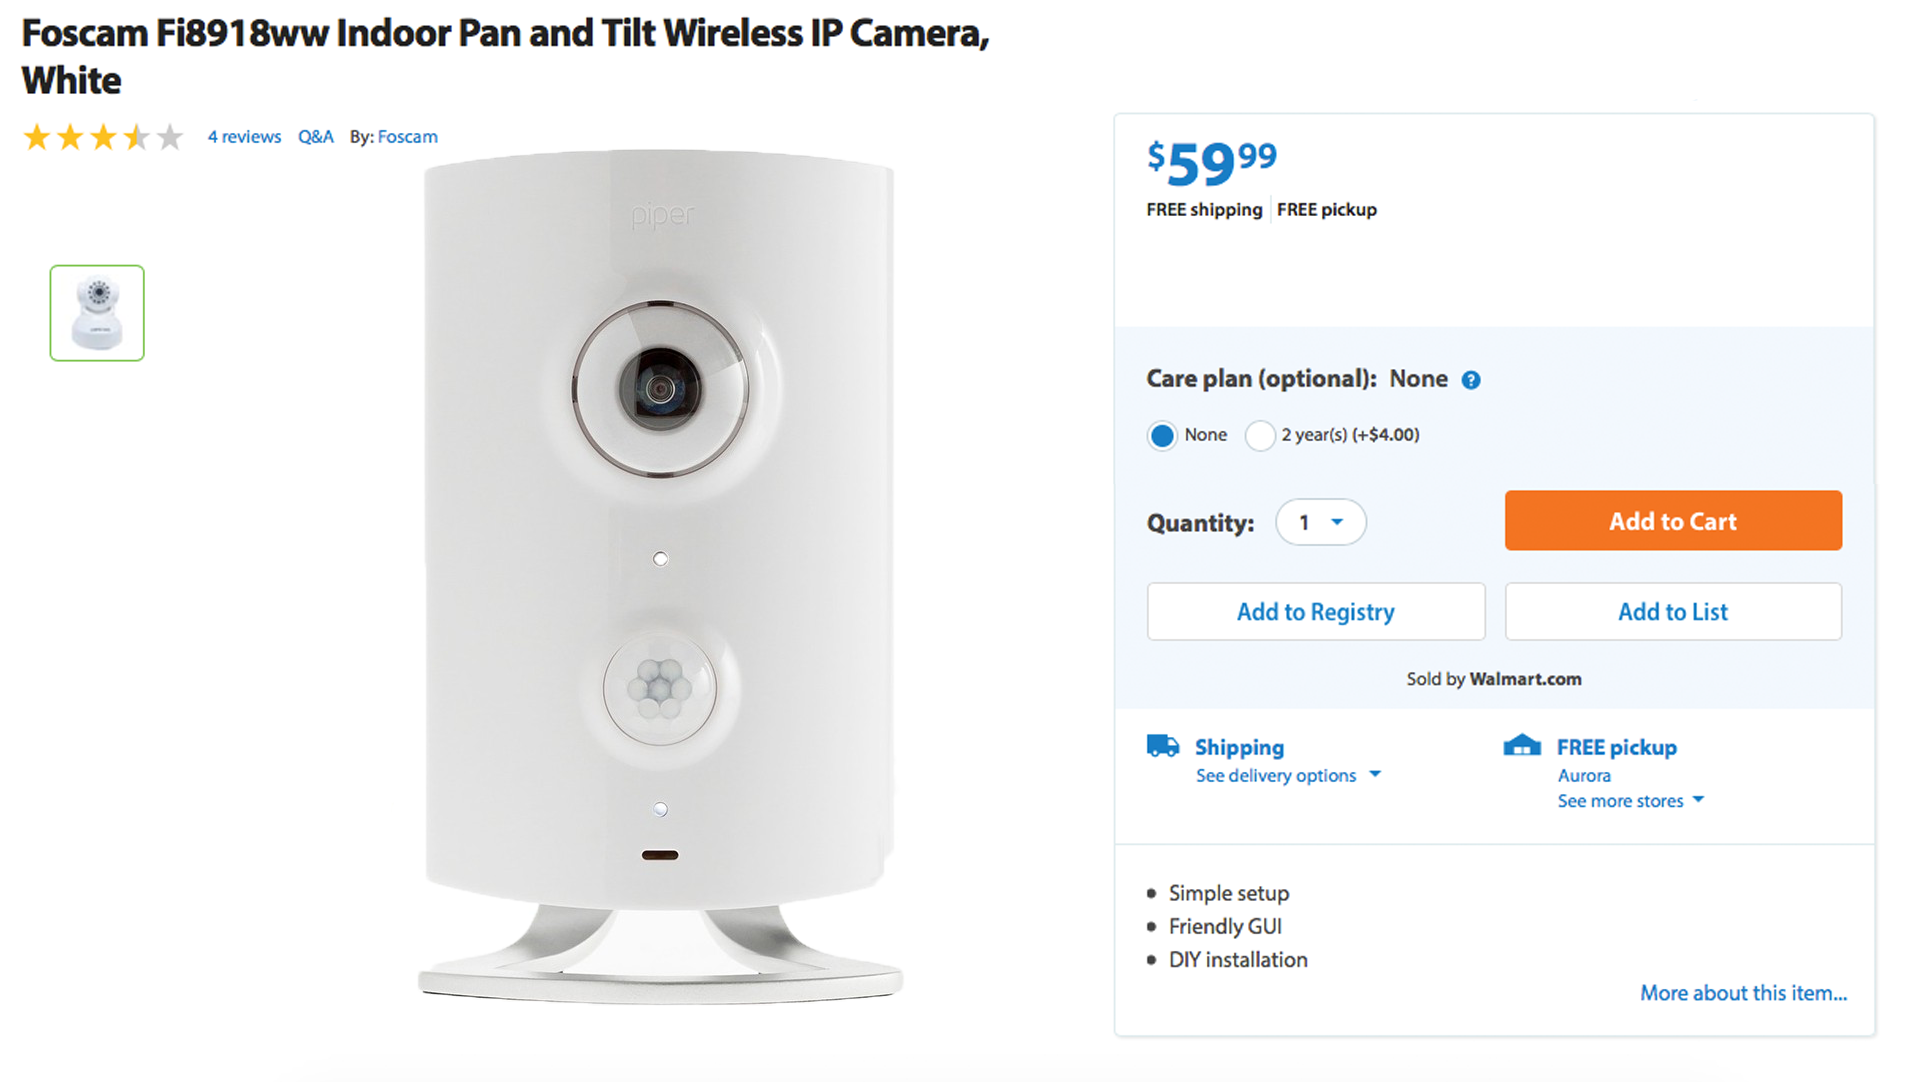 Foscam Fi8918ww Indoor Pan and Tilt Wireless IP Camera,
White
4 reviews Q&A By: Foscam
piper
$59 99
FREE shipping FREE pickup
Care plan (optional): None ?
None 2 year(s) (+$4.00)
Quantity: 1 Add to Cart
Add to Registry Add to List
Sold by Walmart.com
Shipping FREE pickup
See delivery options Aurora
See more stores
• Simple setup
• Friendly GUI
• DIY installation
More about this item...